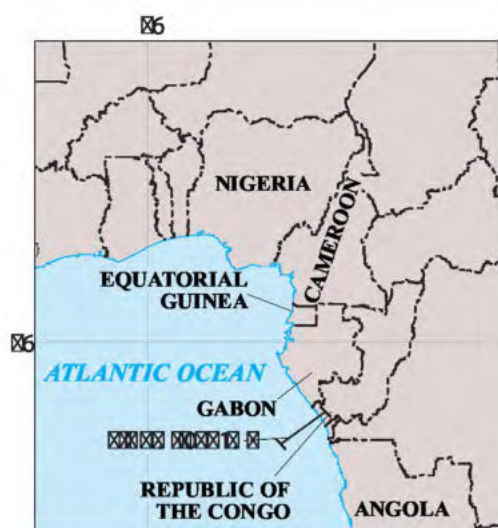 NIGERIA
CAMEROON
EQUATORIAL
GUINEA
ATLANTIC OCEAN
GABON
REPUBLIC OF
THE CONGO
ANGOLA